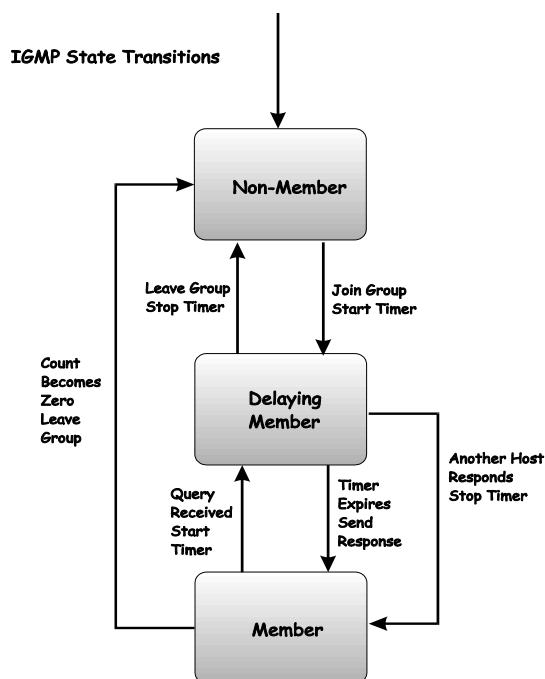 IGMP State Transitions
Non-Member
Leave Group
Stop Timer
Join Group
Start Timer
Count
Becomes
Zero
Leave
Group
Delaying
Member
Another Host
Responds
Stop Timer
Query
Received
Start
Timer
Timer
Expires
Send
Response
Member